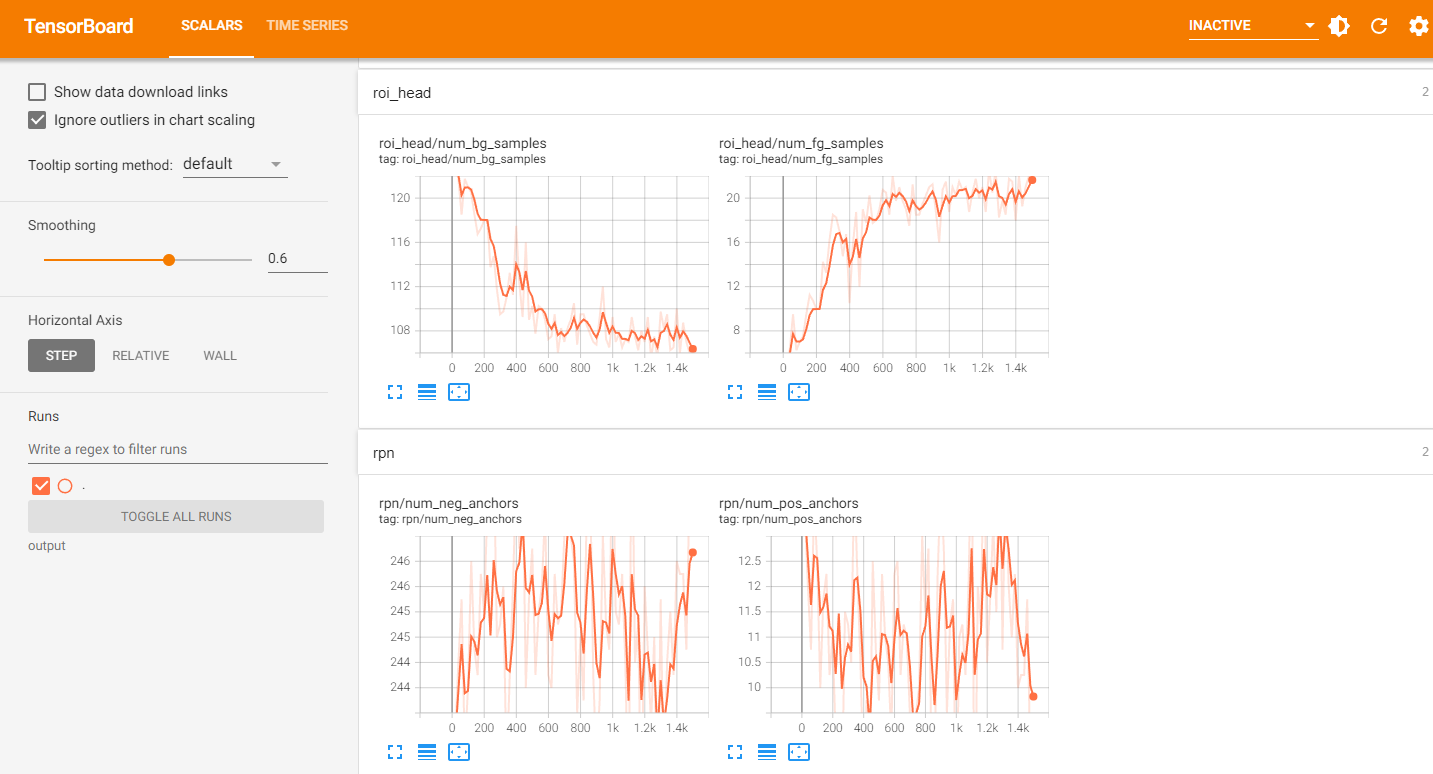 TensorBoard SCALARS TIME SERIES INACTIVE
Show data download links
Ignore outliers in chart scaling
Tooltip sorting method: default
Smoothing
0.6
Horizontal Axis
STEP RELATIVE WALL
Runs
Write a regex to filter runs
.
TOGGLE ALL RUNS
output
roi_head 2
roi_head/num_bg_samples
tag: roi_head/num_bg_samples
120
116
112
108
0 200 400 600 800 1k 1.2k 1.4k
roi_head/num_fg_samples
tag: roi_head/num_fg_samples
20
16
12
8
0 200 400 600 800 1k 1.2k 1.4k
rpn 2
rpn/num_neg_anchors
tag: rpn/num_neg_anchors
246
246
245
245
244
244
0 200 400 600 800 1k 1.2k 1.4k
rpn/num_pos_anchors
tag: rpn/num_pos_anchors
12.5
12
11.5
11
10.5
10
0 200 400 600 800 1k 1.2k 1.4k